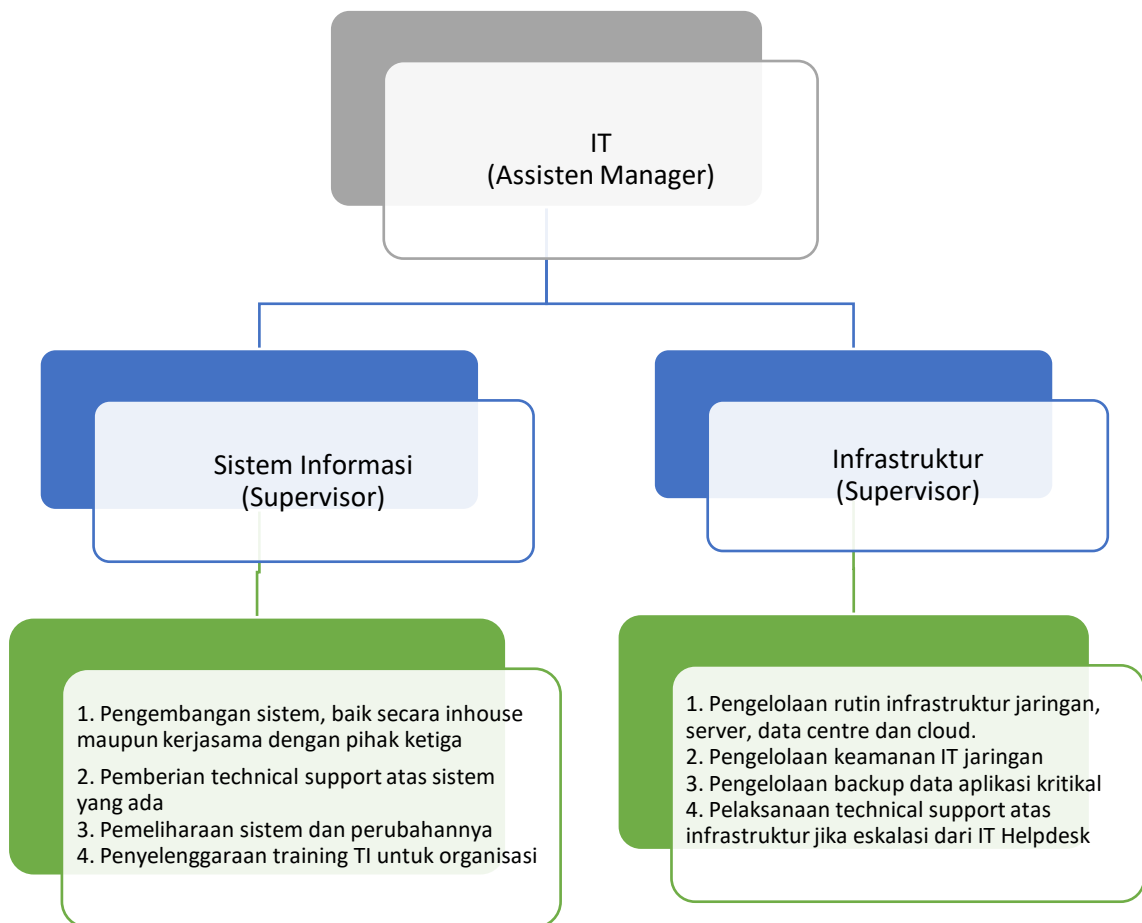 IT
(Assisten Manager)
Sistem Informasi
(Supervisor)
Infrastruktur
(Supervisor)
1. Pengembangan sistem, baik secara inhouse
maupun kerjasama dengan pihak ketiga
2. Pemberian technical support atas sistem
yang ada
3. Pemeliharaan sistem dan perubahannya
4. Penyelenggaraan training TI untuk organisasi
1. Pengelolaan rutin infrastruktur jaringan,
server, data centre dan cloud.
2. Pengelolaan keamanan IT jaringan
3. Pengelolaan backup data aplikasi kritikal
4. Pelaksanaan technical support atas
infrastruktur jika eskalasi dari IT Helpdesk